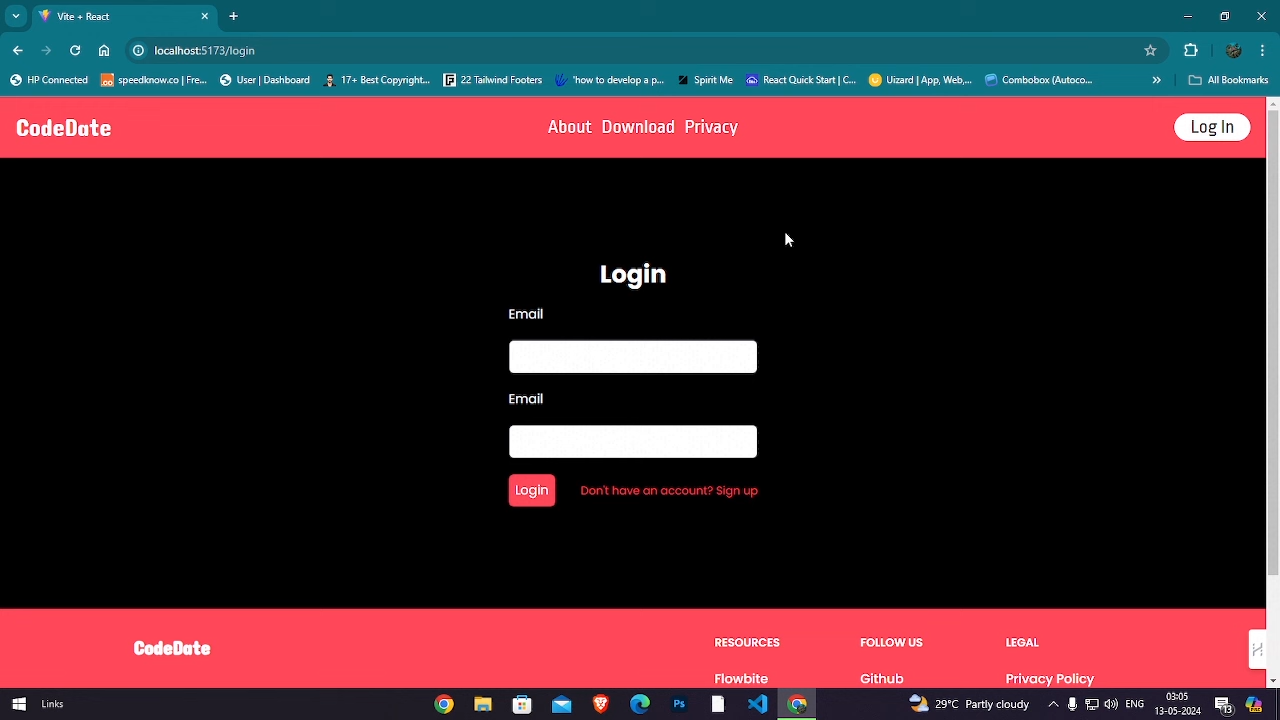 Vite + React
localhost:5173/login
HP Connected
speedknow.co | Fre...
User | Dashboard
17+ Best Copyright...
22 Tailwind Footers
"how to develop a p...
Spirit Me
React Quick Start | C...
Uizard | App, Web,...
Combobox (Autoco...
All Bookmarks
CodeDate
About Download Privacy
Log In
Login
Email
Email
Login
Don't have an account? Sign up
CodeDate
RESOURCES
FOLLOW US
LEGAL
Flowbite
Github
Privacy Policy
Links
Ps
29°C Partly cloudy
ENG
03:05
13-05-2024